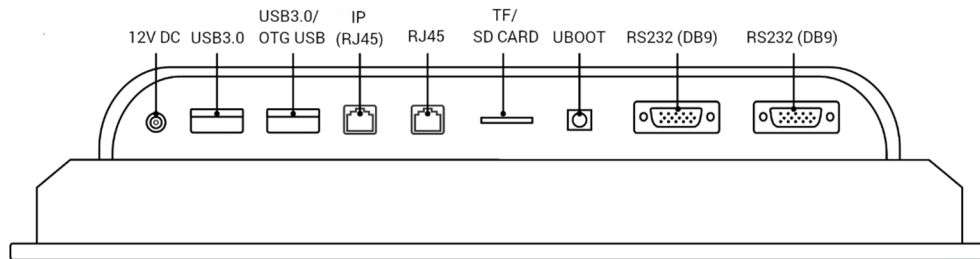 12V DC
USB3.0
USB3.0/
OTG USB
IP
(RJ45)
RJ45
TF/
SD CARD
UBOOT
RS232 (DB9)
RS232 (DB9)